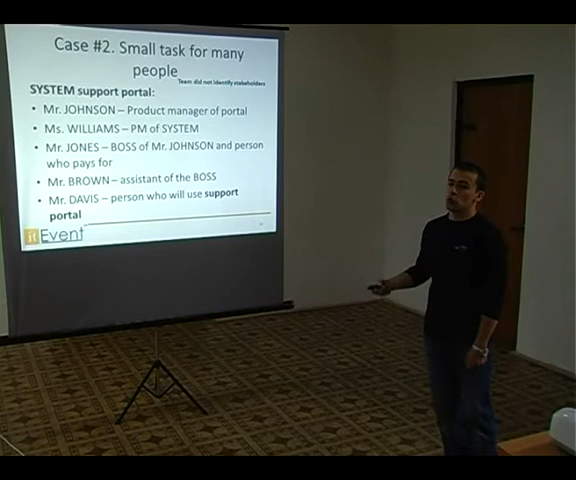 Case #2. Small task for many
people
Team did not identify stakeholders
SYSTEM support portal:
• Mr. JOHNSON – Product manager of portal
• Ms. WILLIAMS – PM of SYSTEM
• Mr. JONES – BOSS of Mr. JOHNSON and person
who pays for
• Mr. BROWN – assistant of the BOSS
• Mr. DAVIS – person who will use support
portal
it Event